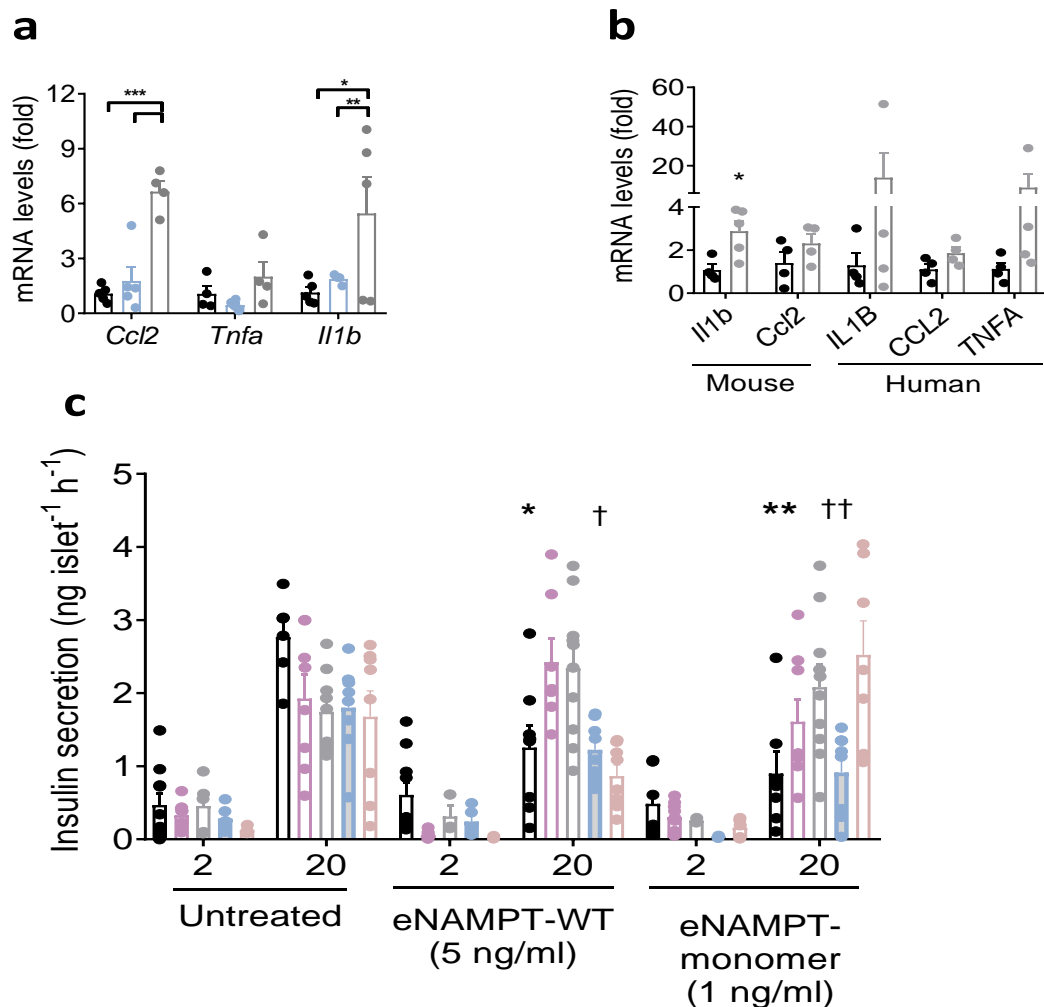 a
mRNA levels (fold)
12
9
6
3
0
***
*
**
Ccl2
Tnfa
Il1b
b
mRNA levels (fold)
60
40
20
4
2
0
*
Il1b
Ccl2
IL1B
CCL2
TNFA
Mouse
Human
c
Insulin secretion (ng islet⁻¹ h⁻¹)
5
4
3
2
1
0
*
†
**
††
2
20
2
20
2
20
Untreated
eNAMPT-WT
(5 ng/ml)
eNAMPT-
monomer
(1 ng/ml)